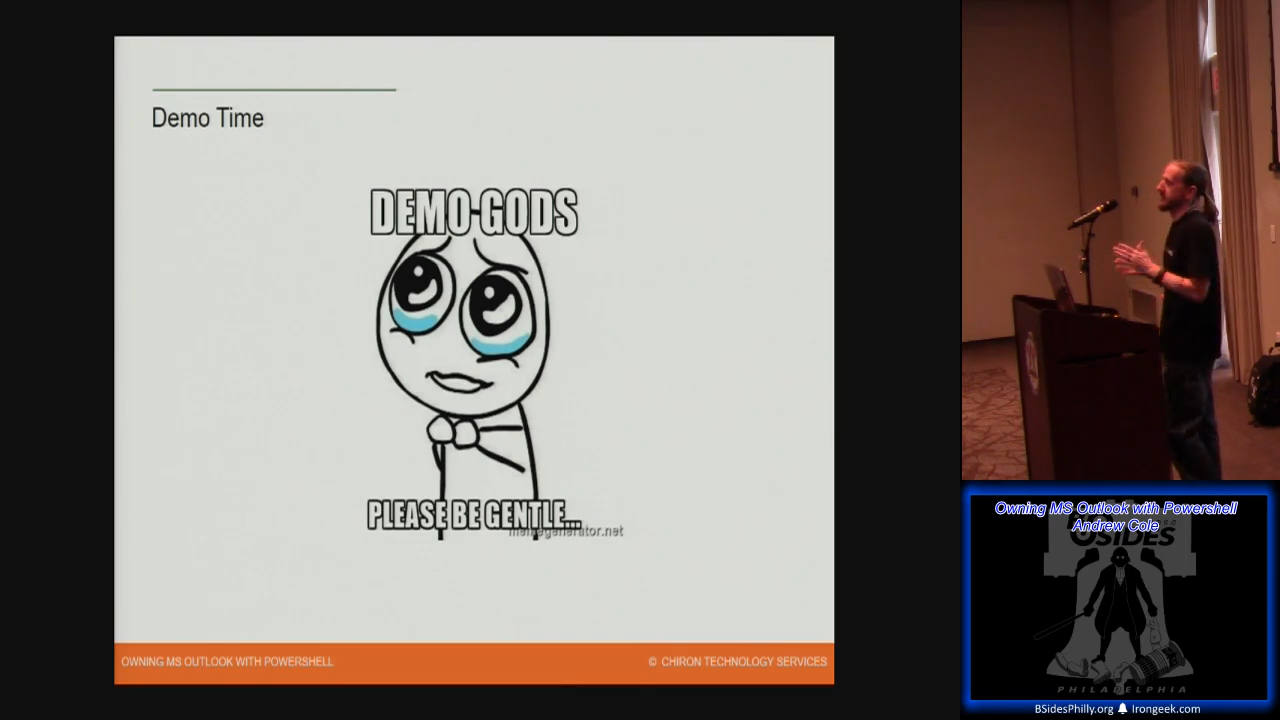 Demo Time
DEMO GODS
PLEASE BE GENTLE...
memegenerator.net
OWNING MS OUTLOOK WITH POWERSHELL
© CHIRON TECHNOLOGY SERVICES
Owning MS Outlook with Powershell
Andrew Cole
BSIDES
PHILADELPHIA
BSidesPhilly.org
Irongeek.com